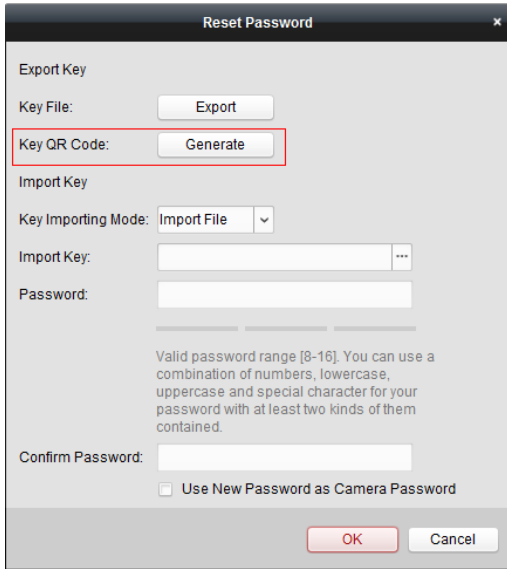 Reset Password ×
Export Key
Key File: Export
Key QR Code: Generate
Import Key
Key Importing Mode: Import File
Import Key: ...
Password:
Valid password range [8-16]. You can use a
combination of numbers, lowercase,
uppercase and special character for your
password with at least two kinds of them
contained.
Confirm Password:
Use New Password as Camera Password
OK Cancel